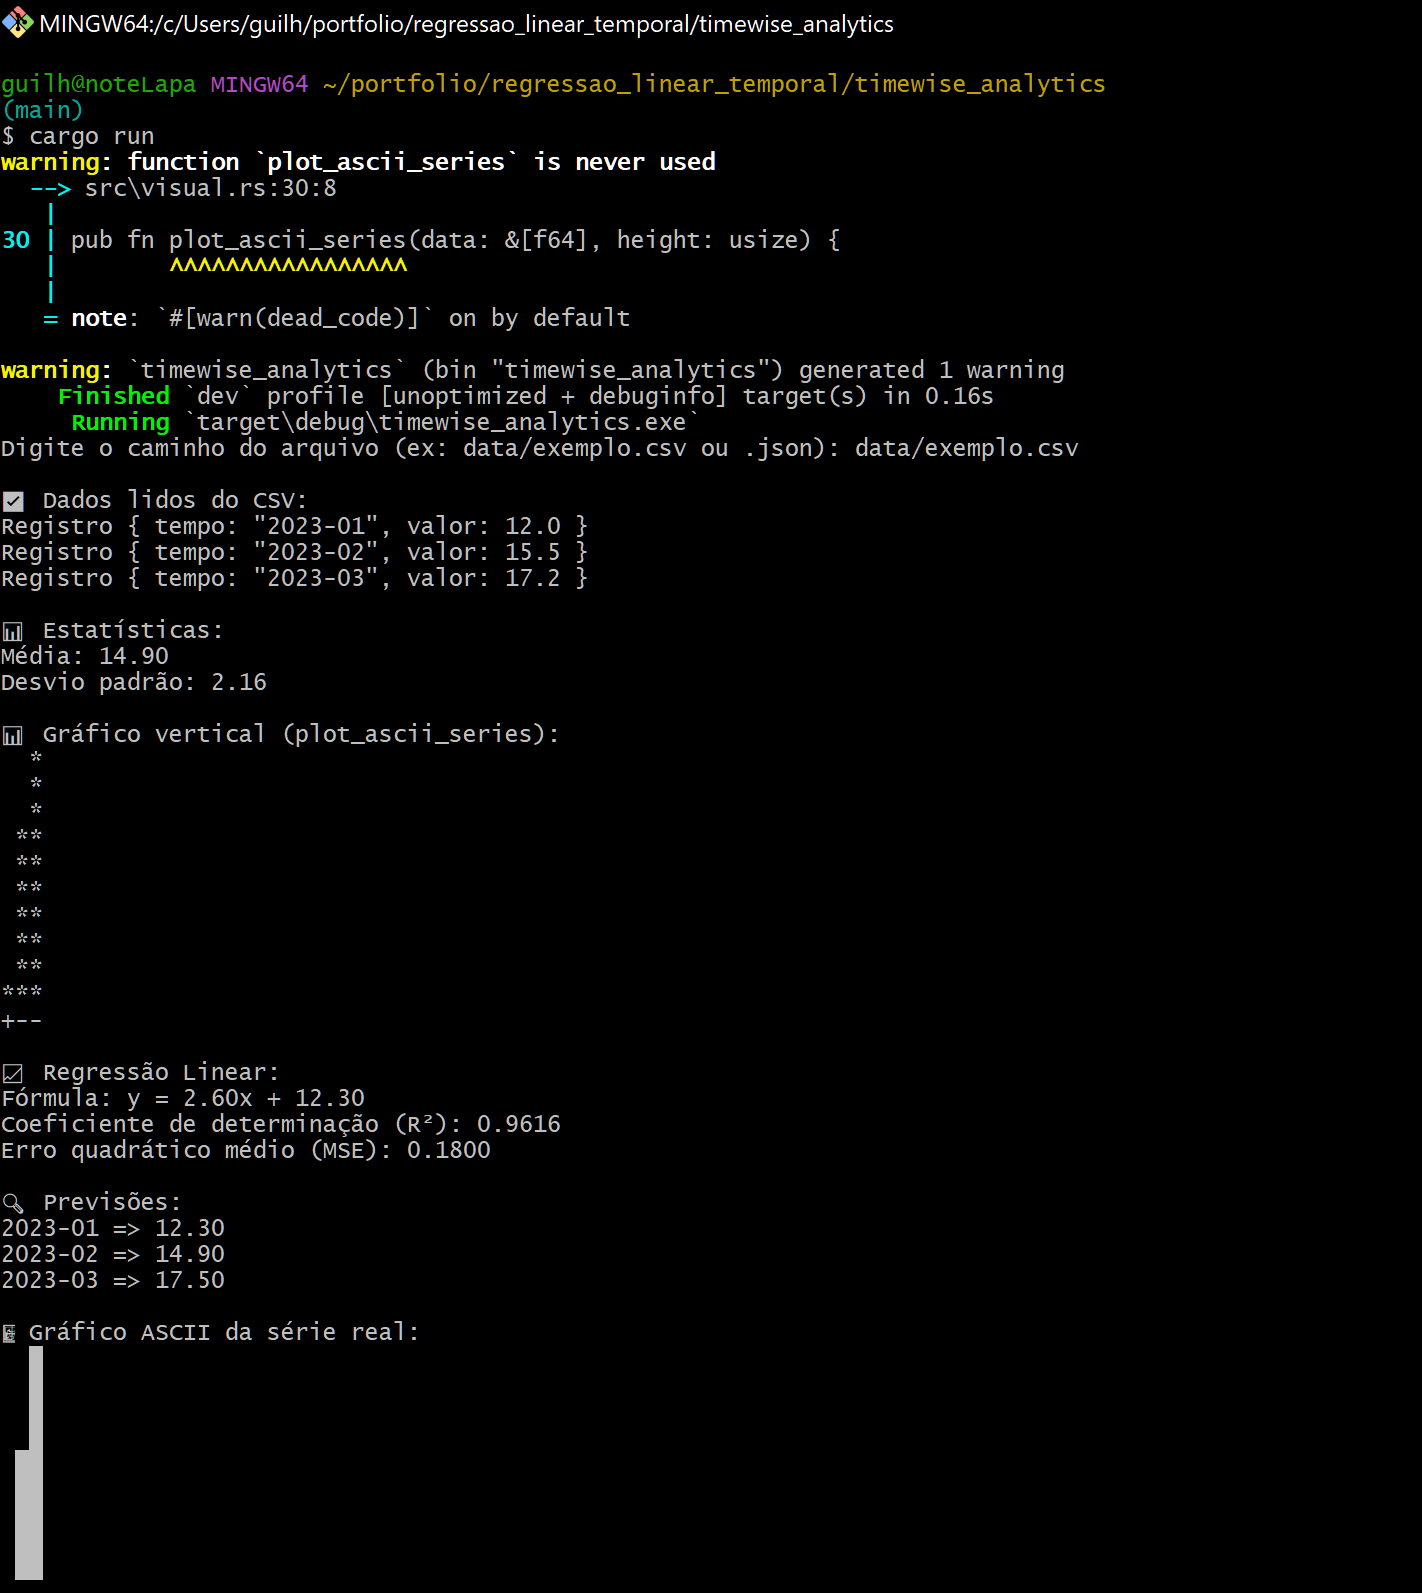 MINGW64:/c/Users/guilh/portfolio/regressao_linear_temporal/timewise_analytics
guilh@noteLapa MINGW64 ~/portfolio/regressao_linear_temporal/timewise_analytics
(main)
$ cargo run
warning: function `plot_ascii_series` is never used
  --> src\visual.rs:30:8
   |
30 | pub fn plot_ascii_series(data: &[f64], height: usize) {
   |        ^^^^^^^^^^^^^^^^^
   |
   = note: `#[warn(dead_code)]` on by default
warning: `timewise_analytics` (bin "timewise_analytics") generated 1 warning
    Finished `dev` profile [unoptimized + debuginfo] target(s) in 0.16s
     Running `target\debug\timewise_analytics.exe`
Digite o caminho do arquivo (ex: data/exemplo.csv ou .json): data/exemplo.csv
✅ Dados lidos do CSV:
Registro { tempo: "2023-01", valor: 12.0 }
Registro { tempo: "2023-02", valor: 15.5 }
Registro { tempo: "2023-03", valor: 17.2 }
📊 Estatísticas:
Média: 14.90
Desvio padrão: 2.16
📊 Gráfico vertical (plot_ascii_series):
  *
  *
  *
 **
 **
 **
 **
 **
 **
***
+--
📈 Regressão Linear:
Fórmula: y = 2.60x + 12.30
Coeficiente de determinação (R²): 0.9616
Erro quadrático médio (MSE): 0.1800
🔍 Previsões:
2023-01 => 12.30
2023-02 => 14.90
2023-03 => 17.50
Gráfico ASCII da série real: